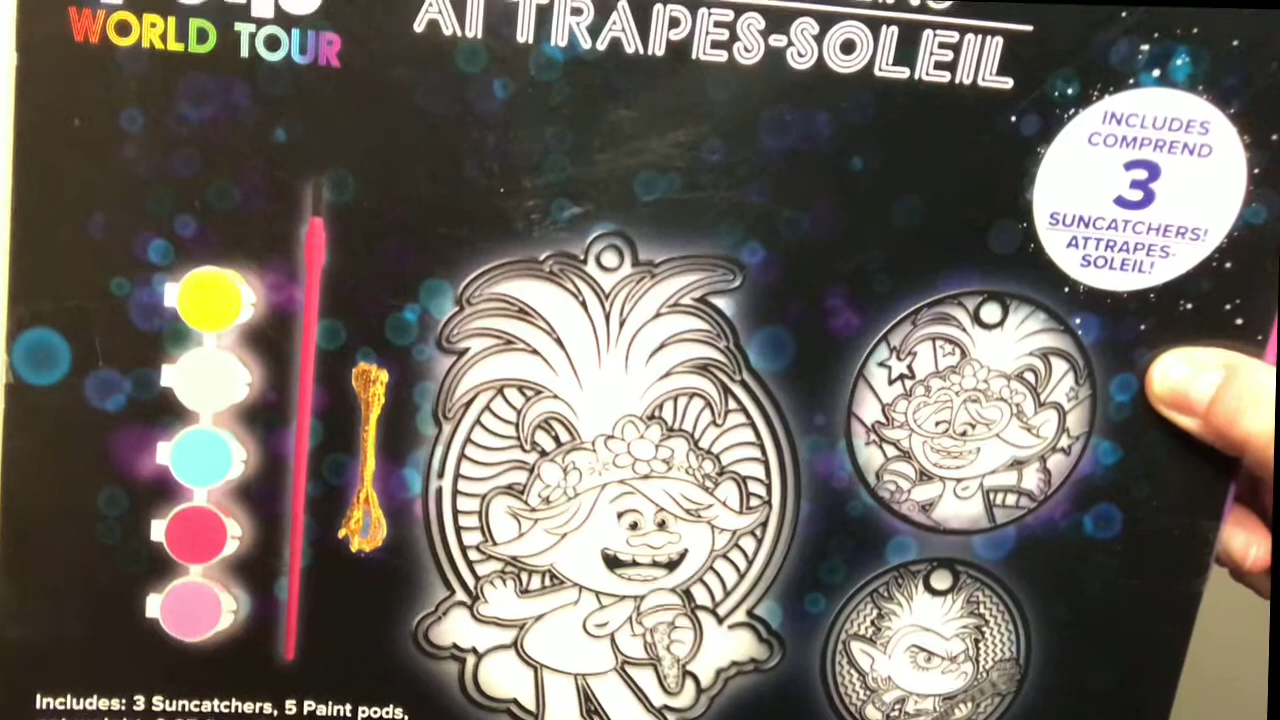 WORLD TOUR
ATTRAPES-SOLEIL
INCLUDES
COMPREND
3
SUNCATCHERS!
ATTRAPES-
SOLEIL!
Includes: 3 Suncatchers, 5 Paint pods,